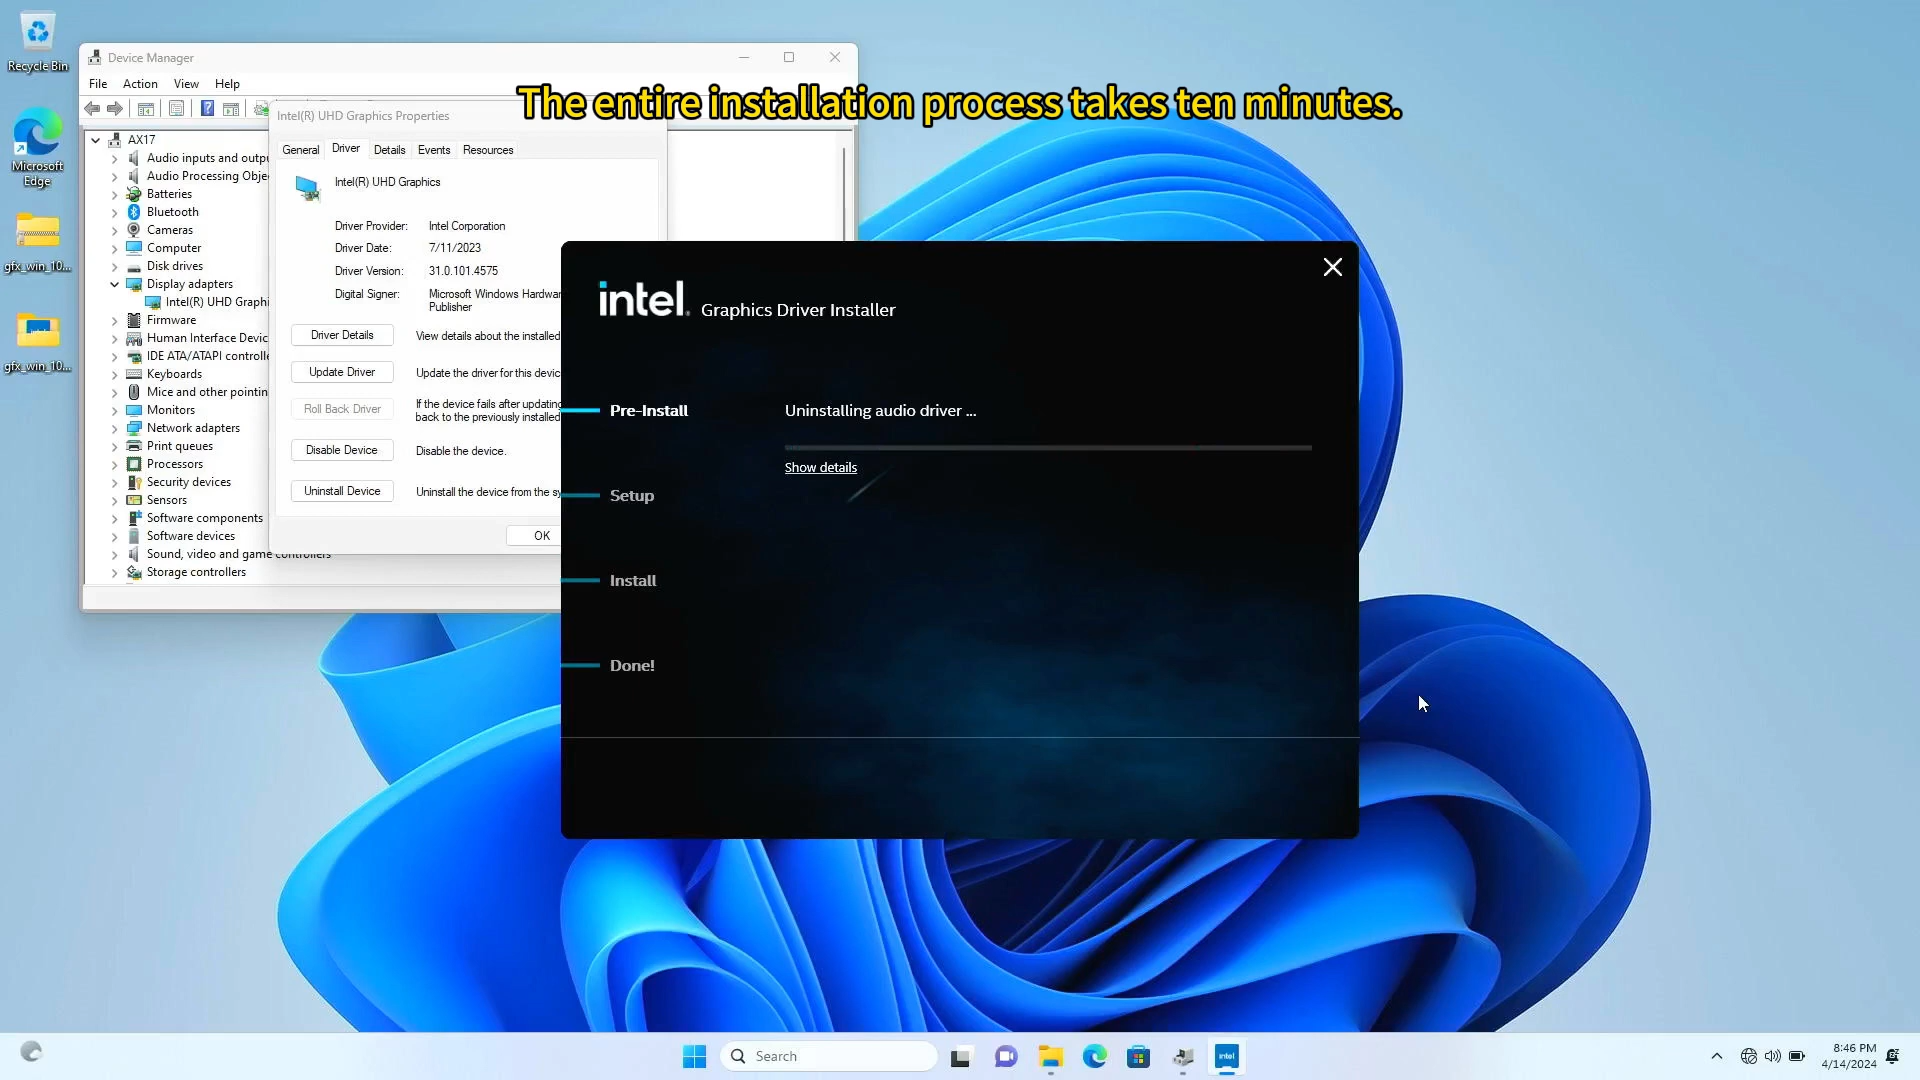 Recycle Bin
Microsoft
Edge
gfx_win_10...
gfx_win_10...
Device Manager
File Action View Help
The entire installation process takes ten minutes.
AX17
Audio inputs and outpu
Audio Processing Obje
Batteries
Bluetooth
Cameras
Computer
Disk drives
Display adapters
Intel(R) UHD Graphi
Firmware
Human Interface Devic
IDE ATA/ATAPI controlle
Keyboards
Mice and other pointin
Monitors
Network adapters
Print queues
Processors
Security devices
Sensors
Software components
Software devices
Sound, video and game controllers
Storage controllers
Intel(R) UHD Graphics Properties
General Driver Details Events Resources
Intel(R) UHD Graphics
Driver Provider: Intel Corporation
Driver Date: 7/11/2023
Driver Version: 31.0.101.4575
Digital Signer: Microsoft Windows Hardwar
Publisher
Driver Details View details about the installed
Update Driver Update the driver for this devic
Roll Back Driver If the device fails after updating
back to the previously installed
Disable Device Disable the device.
Uninstall Device Uninstall the device from the sy
OK
intel. Graphics Driver Installer
Pre-Install
Uninstalling audio driver ...
Show details
Setup
Install
Done!
Search
intel
8:46 PM
4/14/2024